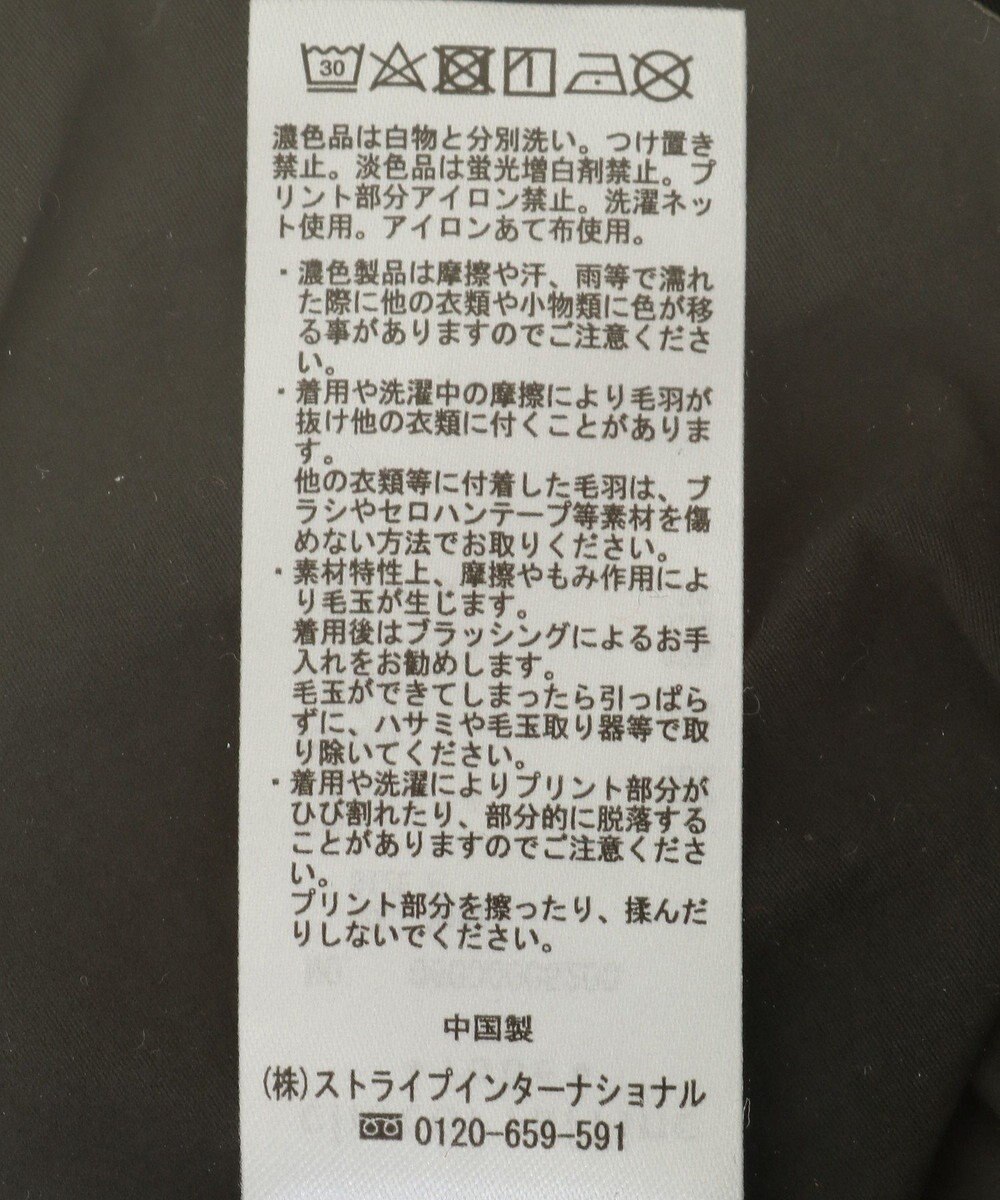 30
濃色品は白物と分別洗い。つけ置き
禁止。淡色品は蛍光増白剤禁止。プ
リント部分アイロン禁止。洗濯ネッ
ト使用。アイロンあて布使用。
・濃色製品は摩擦や汗、雨等で濡れ
た際に他の衣類や小物類に色が移
る事がありますのでご注意くださ
い。
・着用や洗濯中の摩擦により毛羽が
抜け他の衣類に付くことがありま
す。
他の衣類等に付着した毛羽は、ブ
ラシやセロハンテープ等素材を傷
めない方法でお取りください。
・素材特性上、摩擦やもみ作用によ
り毛玉が生じます。
着用後はブラッシングによるお手
入れをお勧めします。
毛玉ができてしまったら引っぱら
ずに、ハサミや毛玉取り器等で取
り除いてください。
・着用や洗濯によりプリント部分が
ひび割れたり、部分的に脱落する
ことがありますのでご注意くださ
い。
プリント部分を擦ったり、揉んだ
りしないでください。
中国製
(株)ストライプインターナショナル
0120-659-591